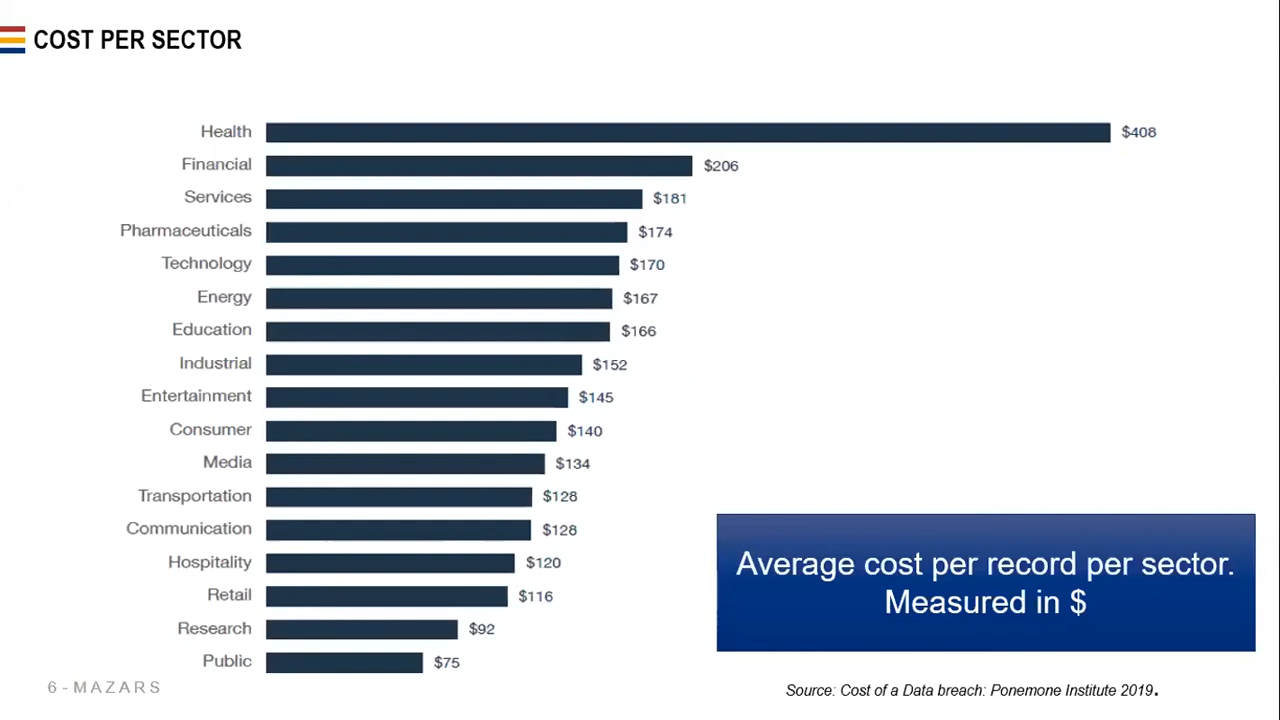 COST PER SECTOR
Health $408
Financial $206
Services $181
Pharmaceuticals $174
Technology $170
Energy $167
Education $166
Industrial $152
Entertainment $145
Consumer $140
Media $134
Transportation $128
Communication $128
Hospitality $120
Retail $116
Research $92
Public $75
Average cost per record per sector.
Measured in $
6 - MAZARS
Source: Cost of a Data breach: Ponemone Institute 2019.